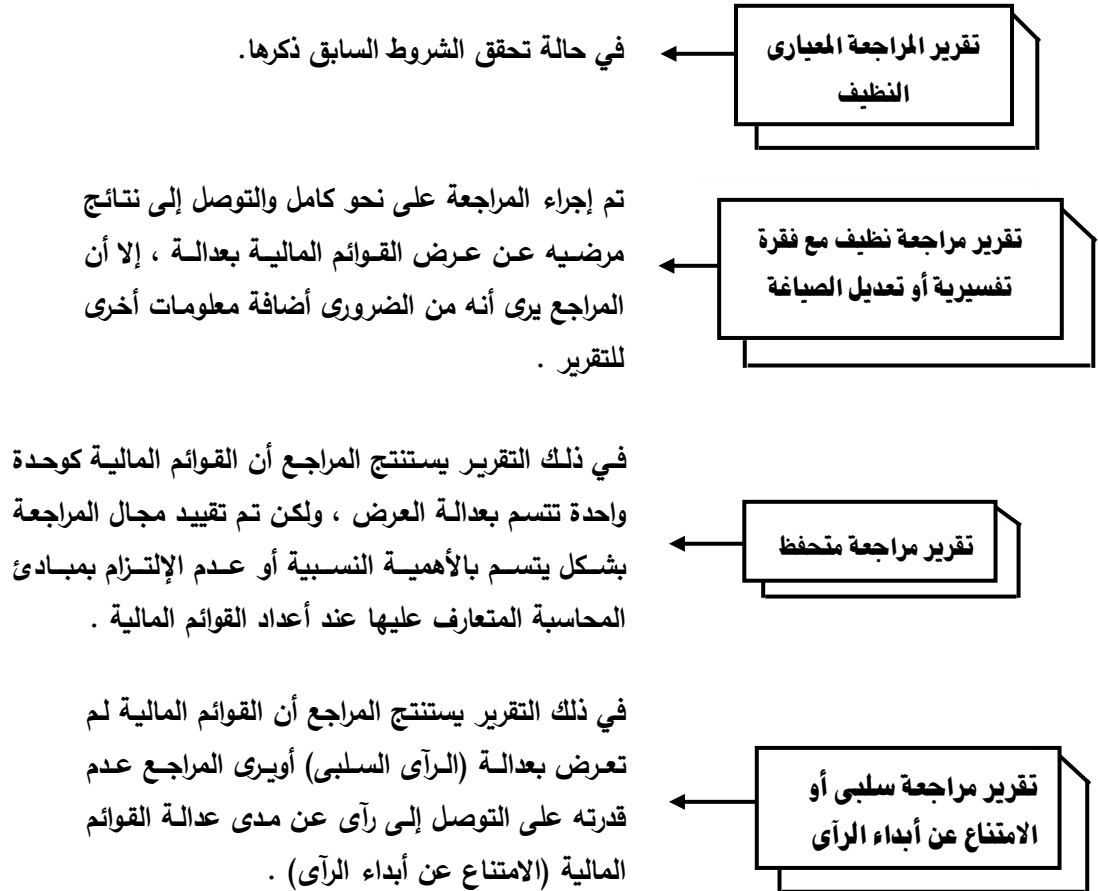 تقرير المراجعة المعيارى
النظيف
في حالة تحقق الشروط السابق ذكرها.
تقرير مراجعة نظيف مع فقرة
تفسيرية أو تعديل الصياغة
تم إجراء المراجعة على نحو كامل والتوصل إلى نتائج
مرضيه عن عرض القوائم المالية بعدالة ، إلا أن
المراجع يرى أنه من الضرورى أضافة معلومات أخرى
للتقرير .
تقرير مراجعة متحفظ
في ذلك التقرير يستنتج المراجع أن القوائم المالية كوحدة
واحدة تتسم بعدالة العرض ، ولكن تم تقييد مجال المراجعة
بشكل يتسم بالأهمية النسبية أو عدم الإلتزام بمبادئ
المحاسبة المتعارف عليها عند أعداد القوائم المالية .
تقرير مراجعة سلبى أو
الامتناع عن أبداء الرآى
في ذلك التقرير يستنتج المراجع أن القوائم المالية لم
تعرض بعدالة (الرآى السلبى) أويرى المراجع عدم
قدرته على التوصل إلى رآى عن مدى عدالة القوائم
المالية (الامتناع عن أبداء الرآى) .